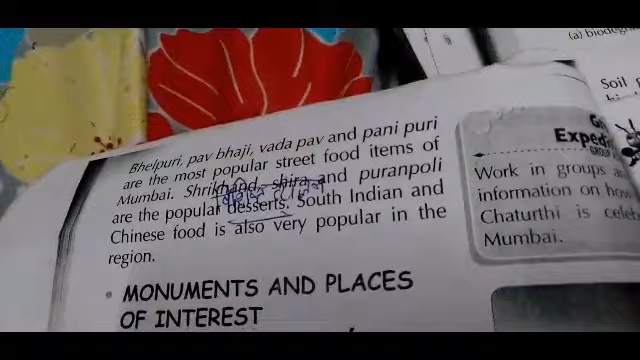 Bhelpuri, pav bhaji, vada pav and pani puri
are the most popular street food items of
Mumbai. Shrikhand, shira and puranpoli
are the popular desserts. South Indian and
Chinese food is also very popular in the
region.
MONUMENTS AND PLACES
OF INTEREST
(a) biodeg
Soil
Exped
GROUP
Work in groups
information on how
Chaturthi is celeb
Mumbai.